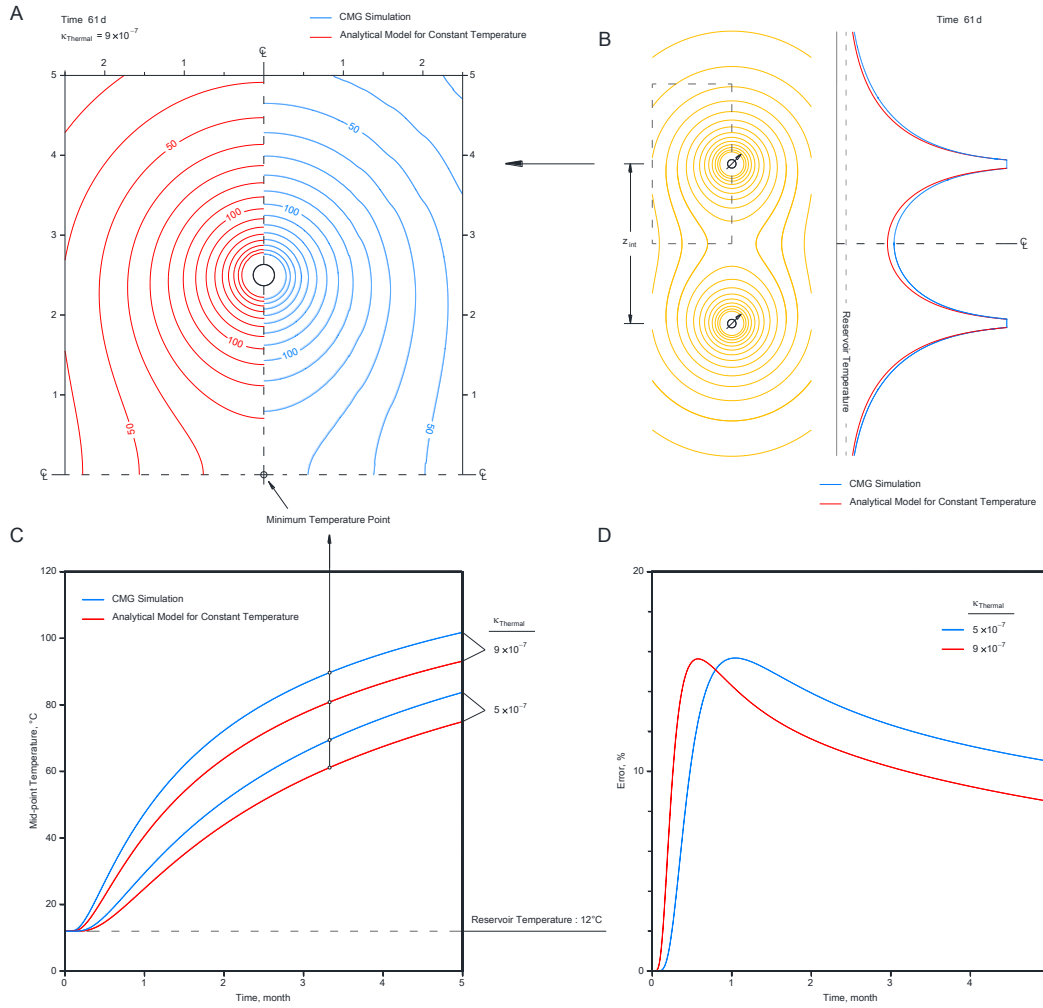 A
Time 61 d
κThermal = 9×10⁻⁷
CMG Simulation
Analytical Model for Constant Temperature
℄
2 1 1 2
5 5
4 4
3 3
2 2
1 1
50
50
100
100
100
100
50
50
℄ ℄
Minimum Temperature Point
B
Time 61 d
z int
Reservoir Temperature
℄
CMG Simulation
Analytical Model for Constant Temperature
C
120
100
80
60
40
20
0
Mid-point Temperature, °C
CMG Simulation
Analytical Model for Constant Temperature
κThermal
9×10⁻⁷
5×10⁻⁷
Reservoir Temperature : 12°C
0 1 2 3 4 5
Time, month
D
20
10
0
Error, %
κThermal
5×10⁻⁷
9×10⁻⁷
0 1 2 3 4
Time, month